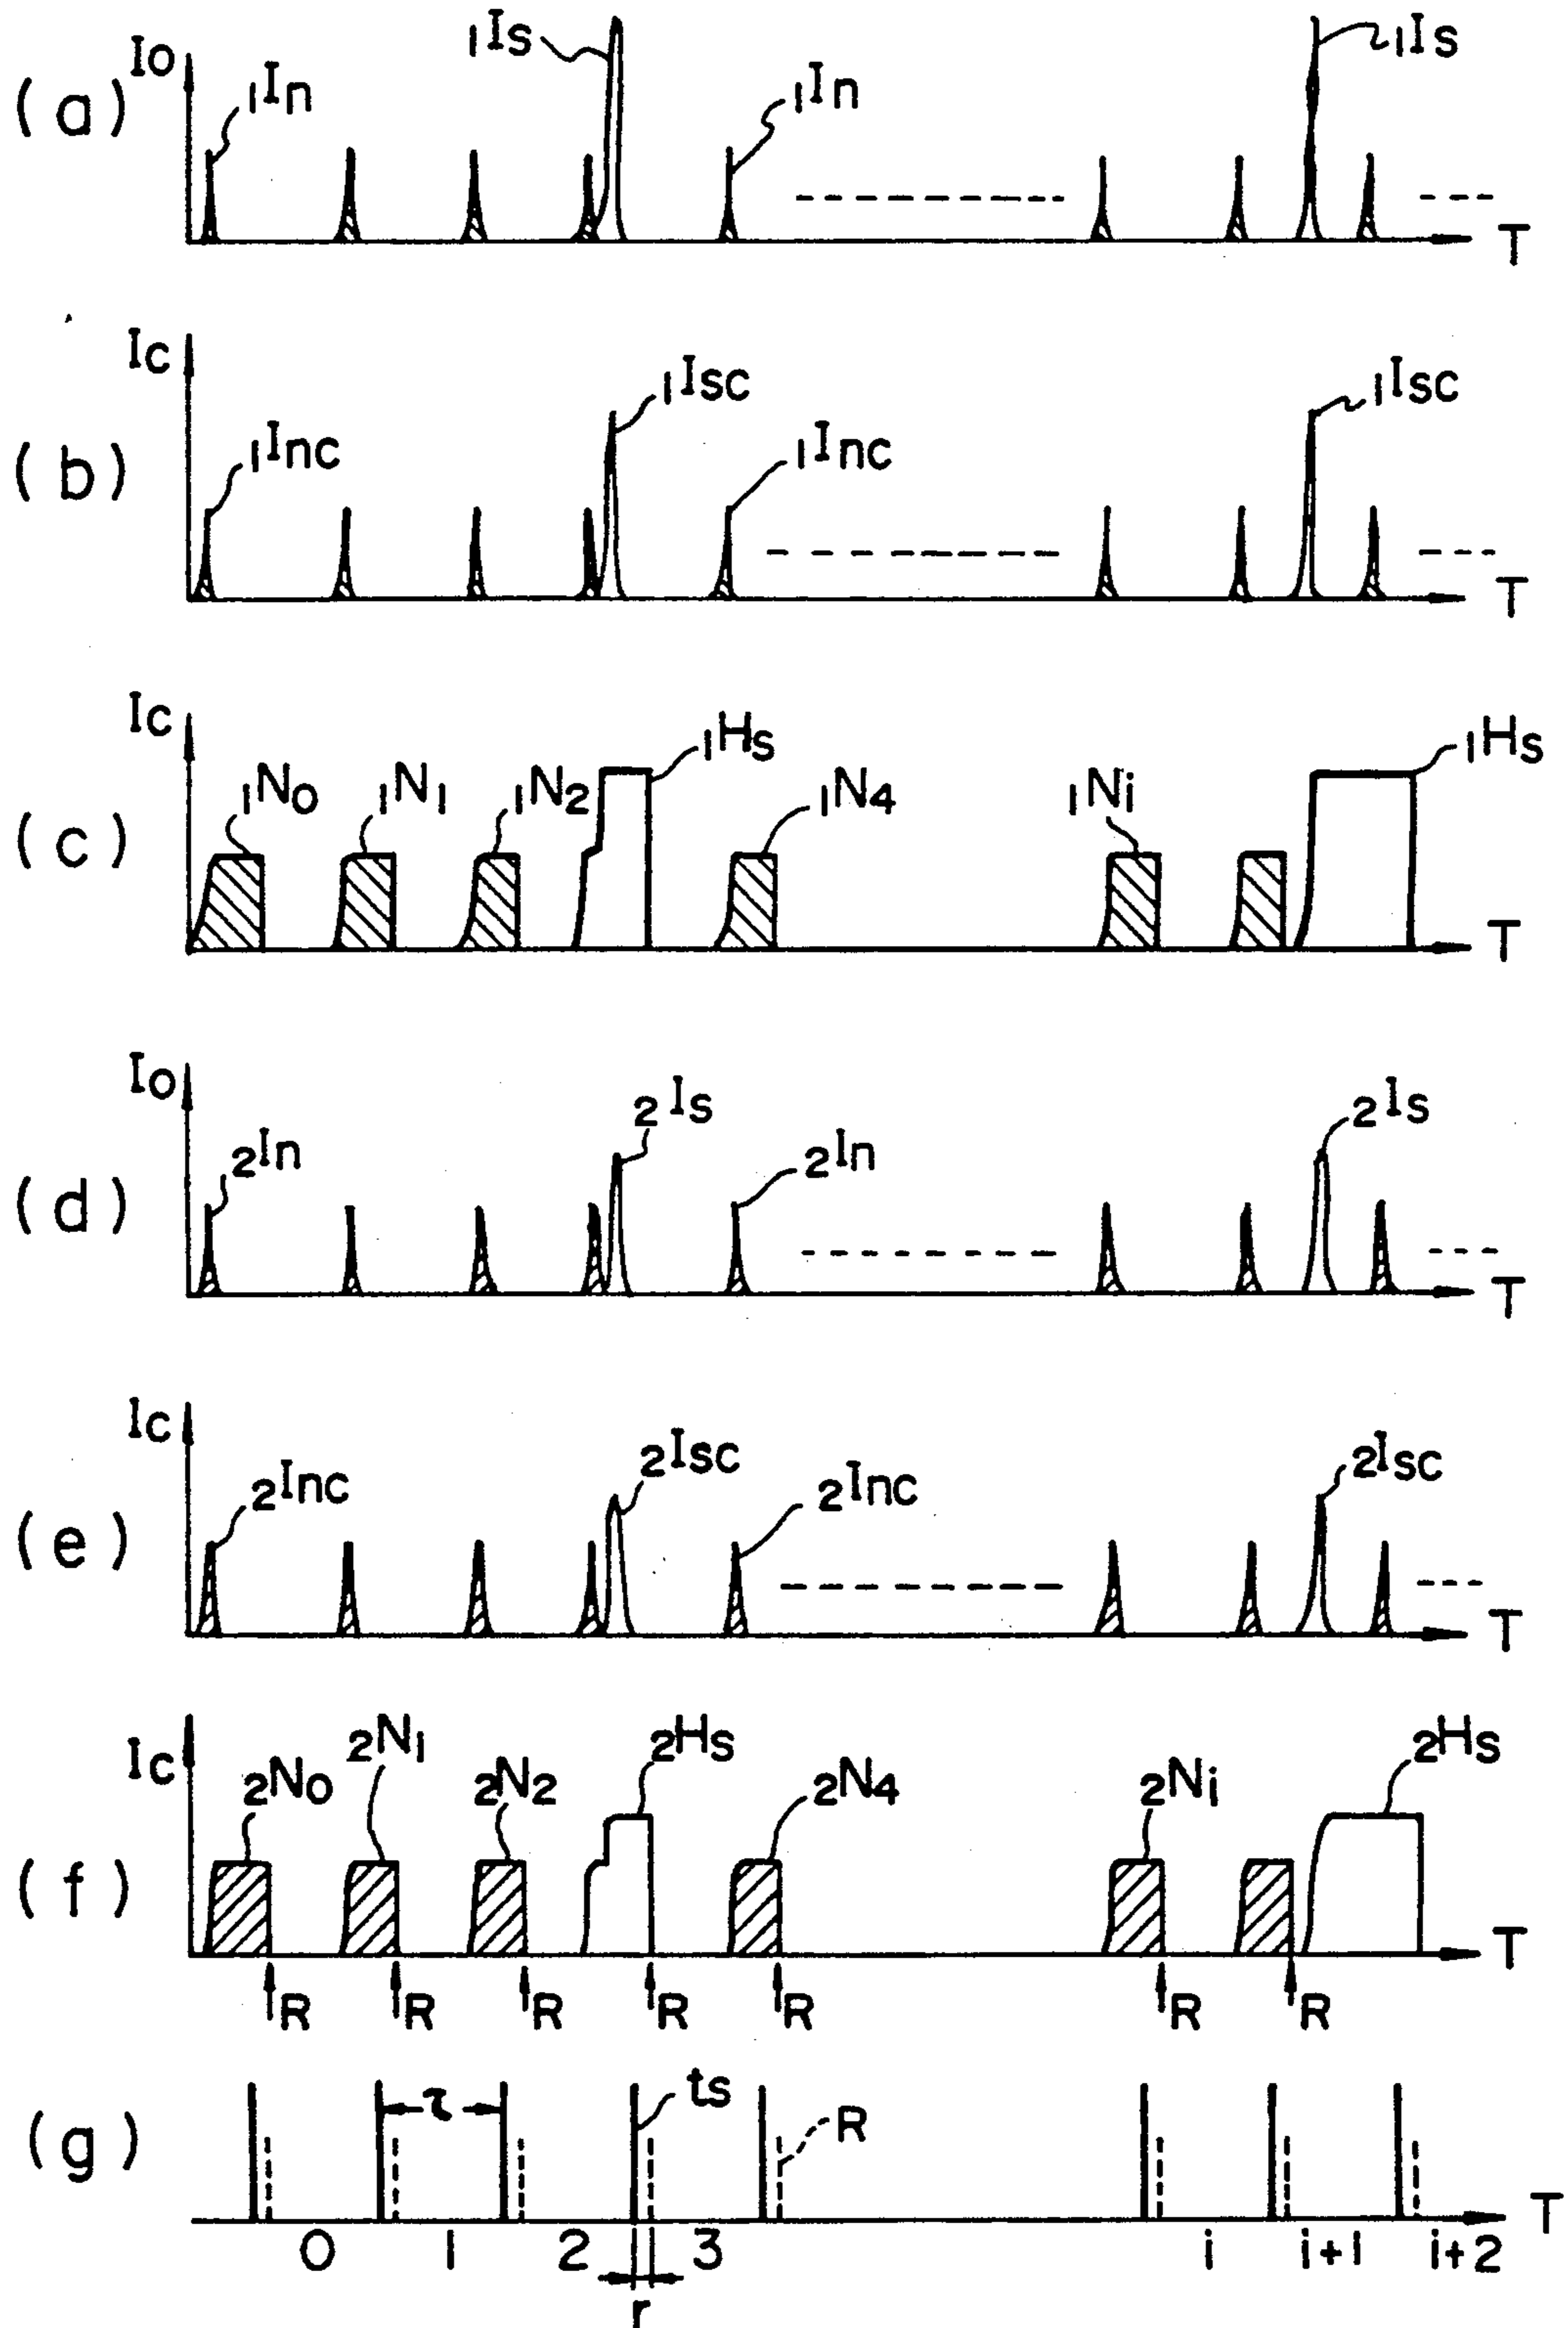 (a) Io 1In 1Is 1In 1Is T
(b) Ic 1Inc 1Isc 1Inc 1Isc T
(c) Ic 1N0 1N1 1N2 1Hs 1N4 1Ni 1Hs T
(d) Io 2In 2Is 2In 2Is T
(e) Ic 2Inc 2Isc 2Inc 2Isc T
(f) Ic 2N0 2N1 2N2 2Hs 2N4 2Ni 2Hs T
R R R R R R R
(g) τ ts R T
0 1 2 3 i i+1 i+2
r